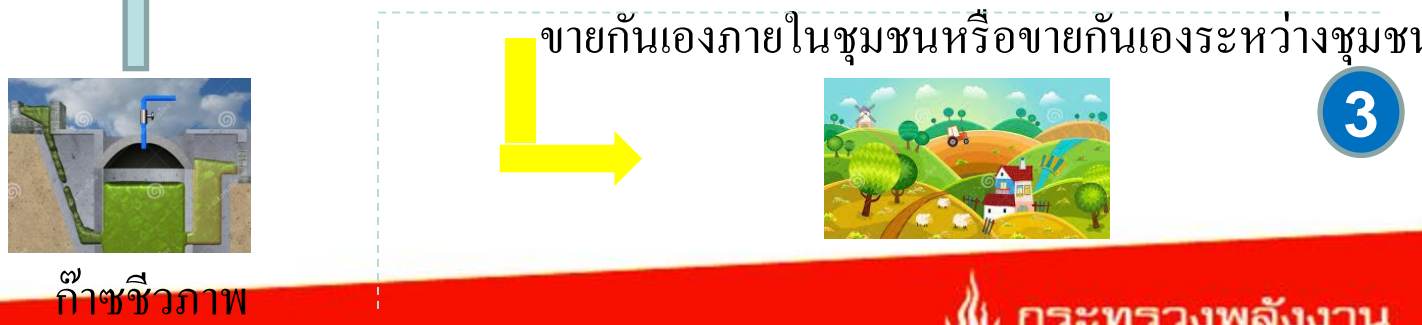 ขายกันเองภายในชุมชนหรือขายกันเองระหว่างชุมชน
3
ก๊าซชีวภาพ
กระทรวงพลังงาน